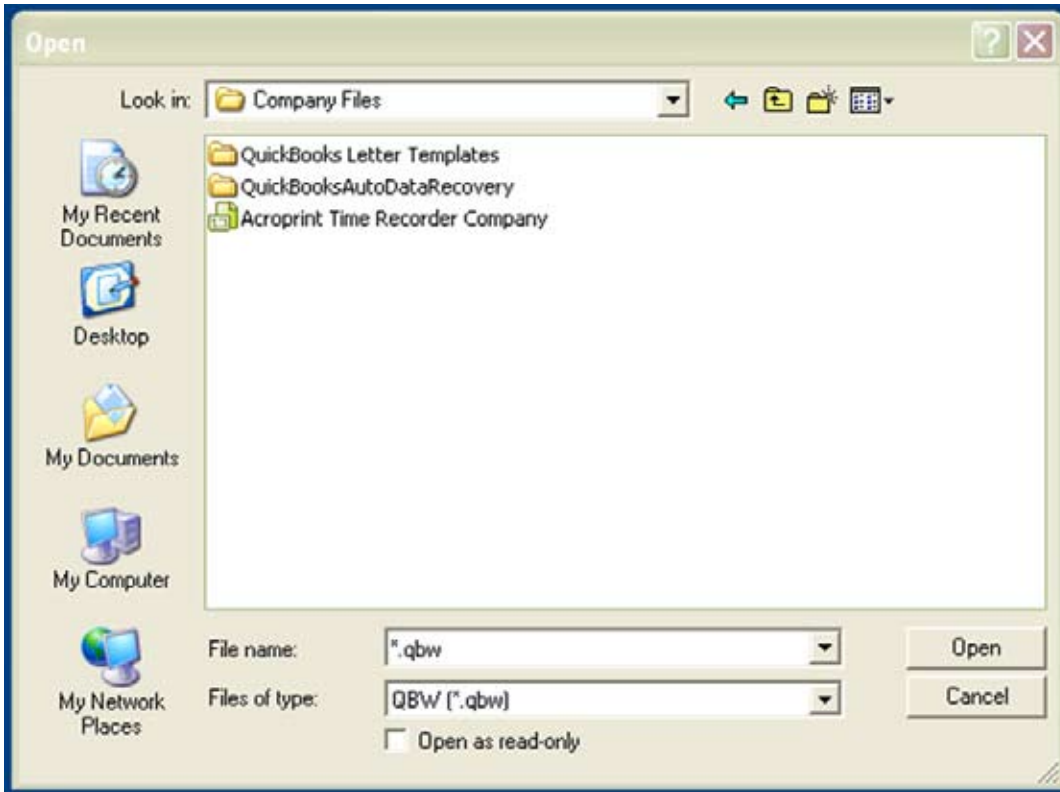 Open
Look in:
Company Files
QuickBooks Letter Templates
QuickBooksAutoDataRecovery
Acroprint Time Recorder Company
My Recent
Documents
Desktop
My Documents
My Computer
My Network
Places
File name:
*.qbw
Open
Files of type:
QBW (*.qbw)
Cancel
Open as read-only